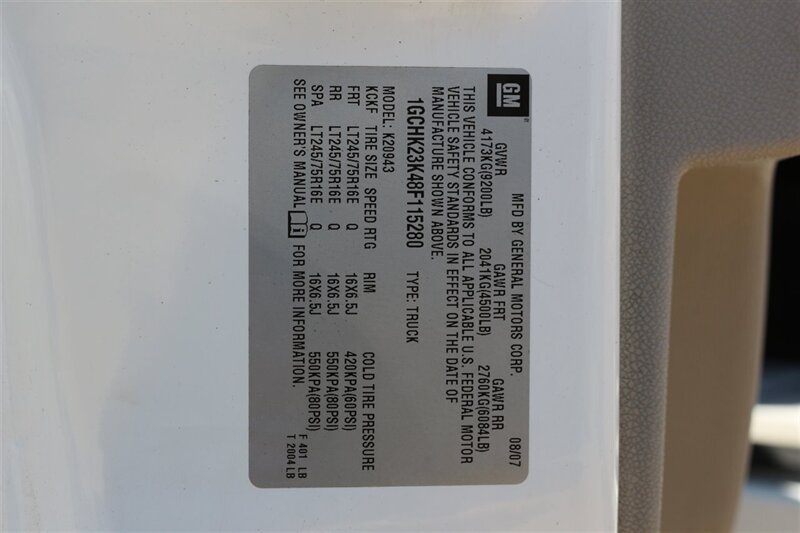 GM®
MFD BY GENERAL MOTORS CORP. 08/07
GVWR GAWR FRT GAWR RR
4173KG(9200LB) 2041KG(4500LB) 2760KG(6084LB)
THIS VEHICLE CONFORMS TO ALL APPLICABLE U.S. FEDERAL MOTOR
VEHICLE SAFETY STANDARDS IN EFFECT ON THE DATE OF
MANUFACTURE SHOWN ABOVE.
1GCHK23K48F115280 TYPE: TRUCK
MODEL: K20943
KCKF TIRE SIZE SPEED RTG RIM COLD TIRE PRESSURE
FRT LT245/75R16E Q 16X6.5J 420KPA(60PSI)
RR LT245/75R16E Q 16X6.5J 550KPA(80PSI)
SPA LT245/75R16E Q 16X6.5J 550KPA(80PSI)
SEE OWNER'S MANUAL i FOR MORE INFORMATION.
F 401 LB
T 2004 LB